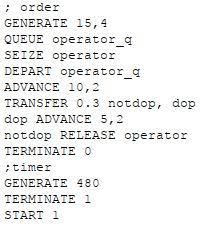 ; order
GENERATE 15,4
QUEUE operator_q
SEIZE operator
DEPART operator_q
ADVANCE 10,2
TRANSFER 0.3 notdop, dop
dop ADVANCE 5,2
notdop RELEASE operator
TERMINATE 0
;timer
GENERATE 480
TERMINATE 1
START 1